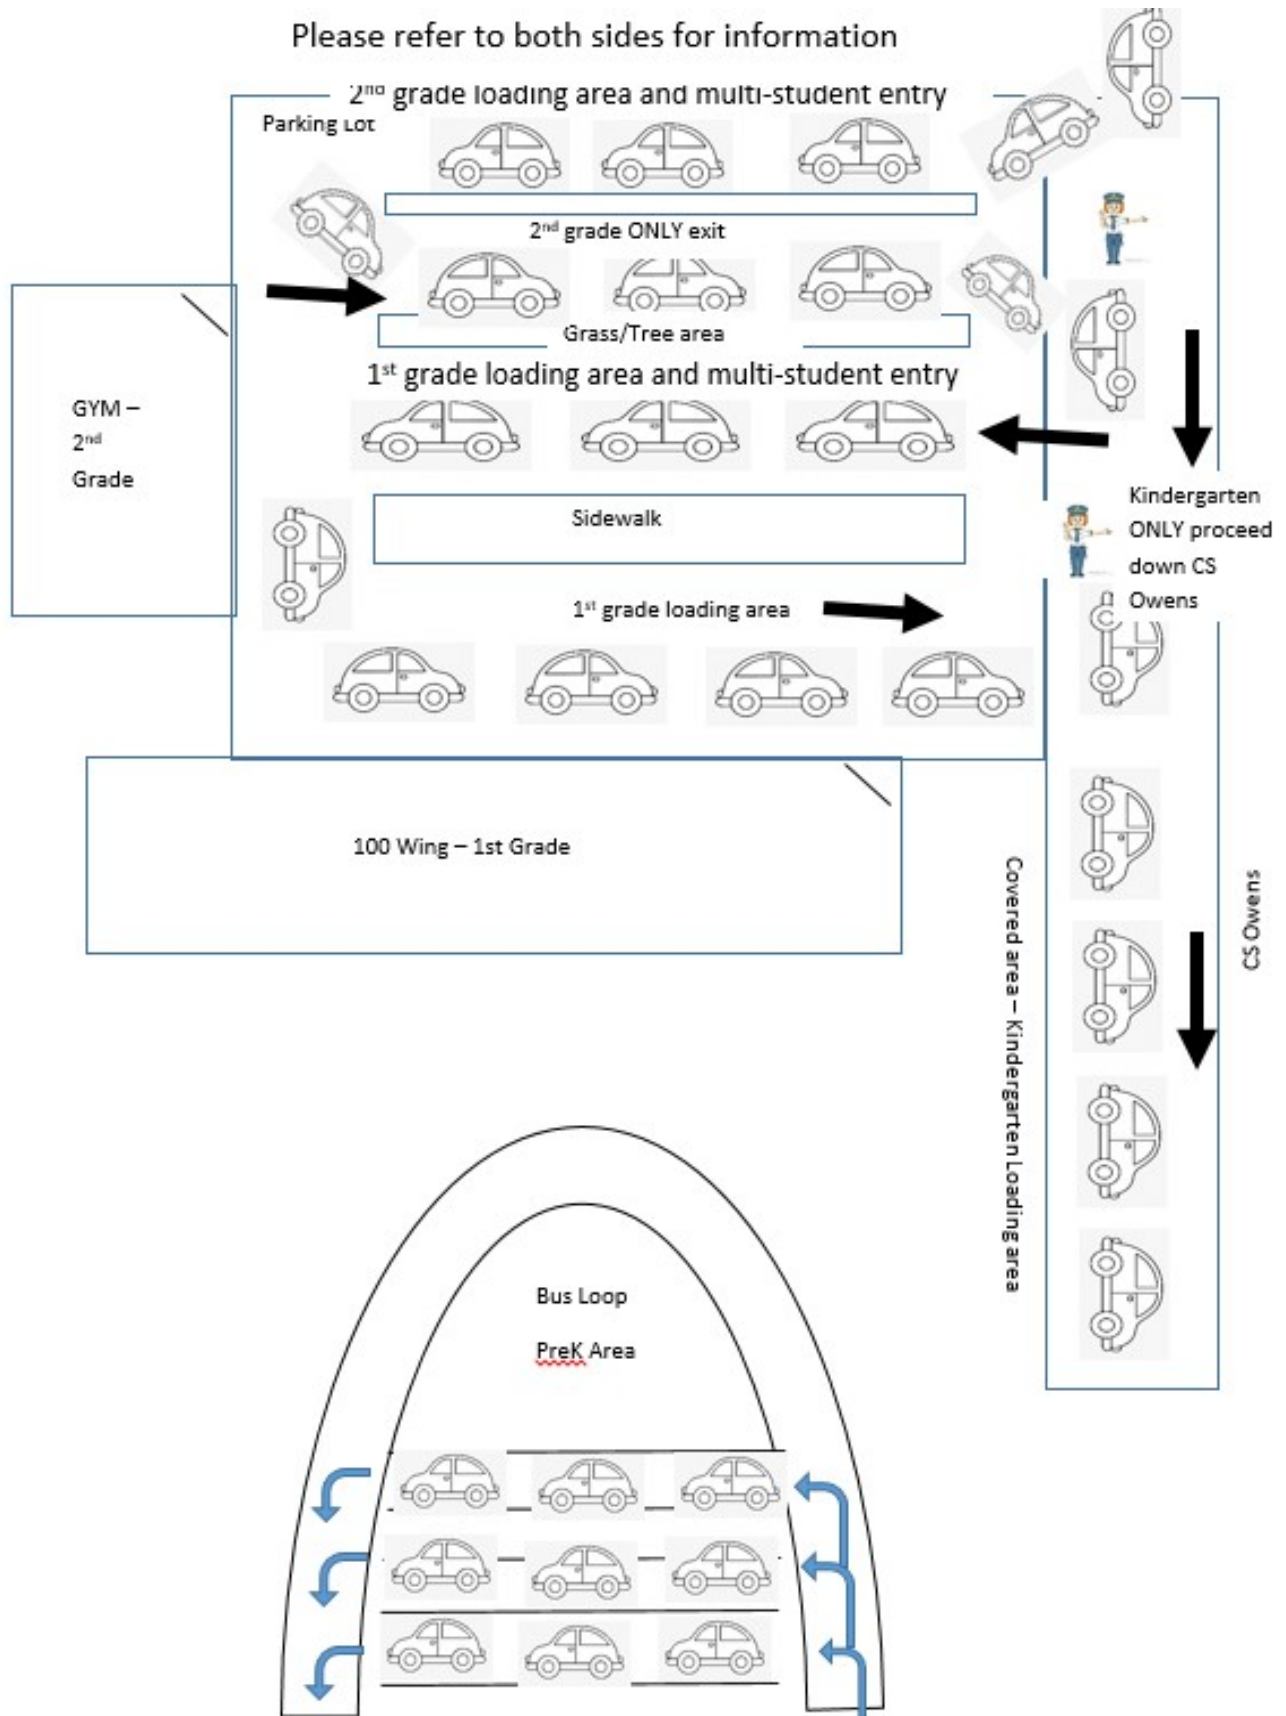 Please refer to both sides for information
2nd grade loading area and multi-student entry
Parking Lot
2nd grade ONLY exit
Grass/Tree area
1st grade loading area and multi-student entry
GYM –
2nd
Grade
Sidewalk
Kindergarten
ONLY proceed
down CS
Owens
1st grade loading area
100 Wing – 1st Grade
Covered area – Kindergarten Loading area
CS Owens
Bus Loop
PreK Area